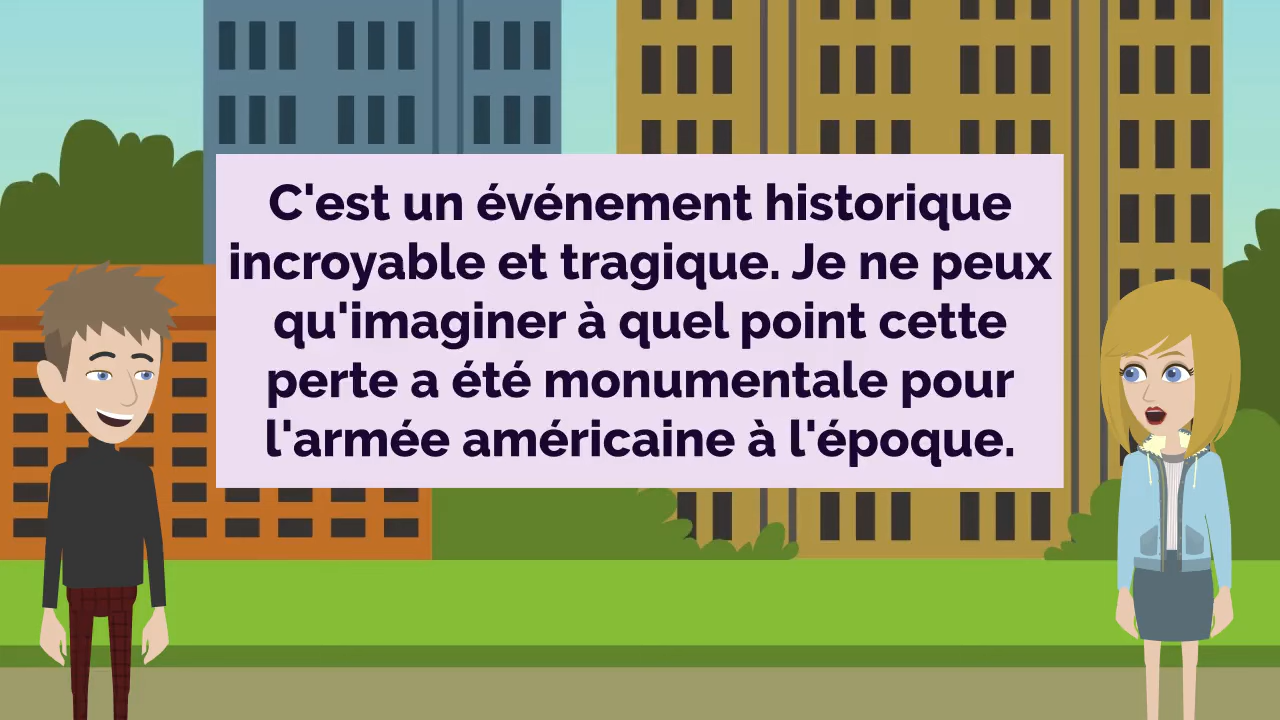 C'est un événement historique
incroyable et tragique. Je ne peux
qu'imaginer à quel point cette
perte a été monumentale pour
l'armée américaine à l'époque.